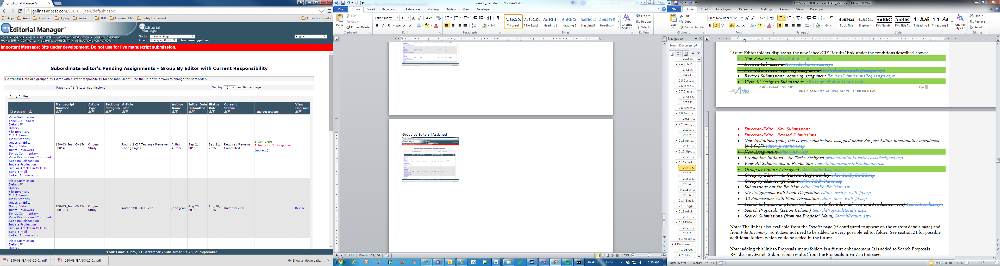 Editorial Manager®
jgelinas.ariessc.com/130-03_jean/default.aspx
Apps Aries Knockout jQuery Javascript XML Dynamic DNS Entity Framework Other bookmarks
Editorial Manager™
Editorial Manager™
HOME • LOG OUT • HELP • REGISTER • UPDATE MY INFORMATION • JOURNAL OVERVIEW
MAIN MENU • CONTACT US • SUBMIT A MANUSCRIPT • INSTRUCTIONS FOR AUTHORS
Go to: -- Search Page --
Role: Managing Editor Username: jgelinas
English
Important Message: Site under development. Do not use for live manuscript submission.
Subordinate Editor's Pending Assignments - Group By Editor with Current Responsibility
Contents: Data are grouped by Editor with current responsibility for the manuscript. Use the up/down arrows to change the sort order.
Page: 1 of 1 (6 total submissions)
Display 10 results per page.
Eddy Editor
Action
Manuscript Number
Article Type
Section/ Category
Article Title
Author Name
Initial Date Submitted
Status Date
Current Status
Review Status
View Decision
View Submission
checkCIF Results
Details
History
File Inventory
Edit Submission
Classifications
Unassign Editor
Notify Editor
Invite Reviewers
Solicit Commentary
View Reviews and Comments
Set Final Disposition
Initiate Production
Similar Articles in MEDLINE
Send E-mail
Linked Submissions
130-03_Jean-D-15-00014
Original Study
Round 2 CIF Testing - Reviewer Facing Pages
Arthur Author
Sep 21, 2015
Sep 21, 2015
Required Reviews Completed
1 Complete
1 Invited - No Response
(more...)
View Submission
Details
History
File Inventory
Edit Submission
Classifications
Unassign Editor
Notify Editor
Invite Reviewers
Solicit Commentary
View Reviews and Comments
Set Final Disposition
Initiate Production
Similar Articles in MEDLINE
Send E-mail
Linked Submissions
130-03_Jean-D-15-00010R1
Original Study
Author CIF Files Test
jean jean
Aug 20, 2015
Aug 20, 2015
Under Review
Revise
View Submission
Details
History
Your Time: 13:25, 21 September • Site Time: 13:25, 21 September
130-03_JEAN-S-15-0....pdf
130-03_JEAN-S-15-0....pdf
Show all downloads...
Round2_Jean.docx - Microsoft Word
File Home Insert Page Layout References Mailings Review View Developer
Paste
Cut
Copy
Format Painter
Clipboard
Calibri (Body) 11
Font
Paragraph
¶ Normal
¶ No Spaci...
Heading 1
Heading 2
Heading 3
Heading 4
Change Styles
Styles
Find
Replace
Select
Editing
Group by Editors I Assigned
Page: 11 of 11 Words: 152/126
105%
Desktop Links 1:25 PM
EM Spec 13.0-03 checkCIF API_V5.docx - Microsoft Word
File Home Insert Page Layout References Mailings Review View Developer
Paste
Cut
Copy
Format Painter
Clipboard
Times New Rom 12
Font
Paragraph
Book Title
Emphasis
FM: Numb...
FM: Title T...
¶ Heading 1
¶ Heading 2
Change Styles
Styles
Find
Replace
Select
Editing
Navigation
Search Documen
2.3.6 A...
2.4 RoleM...
2.4.1 A...
2.4.2 E...
2.5 Custo...
2.6 Techni...
2.7 Create ...
2.7.1 Cr...
2.7.2 Fi...
2.8 Search...
2.9 Transm...
2.9.1 Tr...
2.10 Assig...
2.10.1 ...
2.11 Assig...
2.11.1 ...
2.12 Uplo...
2.12.1 ...
2.13 check...
2.13.1 c...
2.13.2 c...
2.13.3 c...
2.13.4 c...
2.13.5 ...
2.13.6 ...
2.14 Email...
2.15 Trigg...
2.16 Admi...
2.16.1 ...
2.17 EMIA ...
2.17.1 ...
2.17.2 ...
3.1 Hostin...
4 Database I...
4.1 DB Co...
4.2 UDB I...
List of Editor folders displaying the new ‘checkCIF Results’ link under the conditions described above:
• New Submissions NewSubmissions.aspx
• Revised Submissions RevisedSubmissions.aspx
• New Submissions requiring assignment NewSubmissionsReqAssign.aspx
• Revised Submissions requiring assignment RevisedSubmissionsReqAssign.aspx
• View All Assigned Submissions AllAssignedSubmissions.aspx
Aries
Date Revised: 07/06/2015
Page 55
ARIES SYSTEMS CORPORATION – CONFIDENTIAL
• Direct-to-Editor New Submissions
• Direct-to-Editor Revised Submissions
• New Invitations (note, this covers submissions assigned under Suggest Editor functionality introduced
by 8.0-27) editor_invitation.asp
• New Assignments editor_new.asp
• Production Initiated – No Tasks Assigned productionInitiatedNoTasksAssigned.asp
• View All Submissions in Production viewAllSubmissionsInProduction.asp
• Group by Editors I Assigned editorSubByAssign.asp
• Group by Editor with Current Responsibility editorSubByCurEd.asp
• Group by Manuscript Status editorSubByStatus.asp
• Submissions out for Revision editorOutForRevision.asp
• My Assignments with Final Disposition editor_assign_with_fd.asp
• All Submissions with Final Disposition editor_docs_with_fd.asp
• Search Submissions (Action Column – both the Editorial view and Production view) SearchResults.aspx
• Search Proposals (Action Column) SearchProposalResults.aspx
• Search Submissions (from the Proposal Menu) SearchResults.aspx
Note: The link is also available from the Details page (if configured to appear on the custom details page) and
from File Inventory, so it does not need to be added to every possible editor folder. See section 24 for possible
additional folders which could be added in the future.
Note: adding this link to Proposals menu folders is a future enhancement. It is added to Search Proposals
Results and Search Submissions results (from the Proposals menu) in this spec.
Page: 56 of 93 Words: 6/24,143
115%